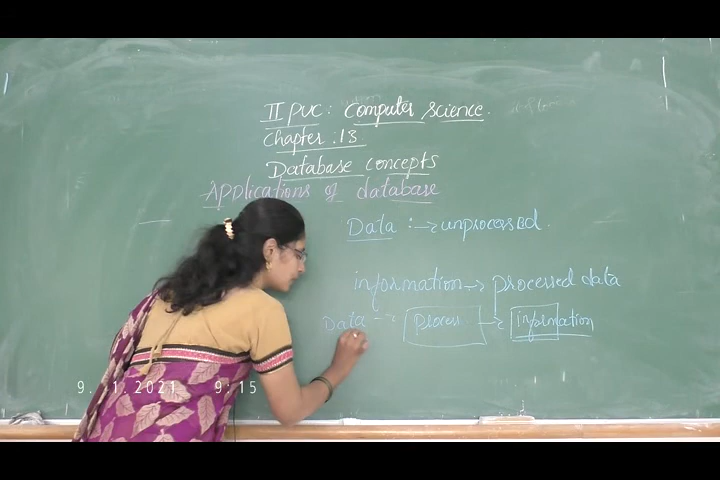 II PUC: Computer science.
Chapter : 13
Database concepts
Applications of database
Data :→ unprocessed.
information → processed data
Data → Process → information
9. 1.2021 9:15